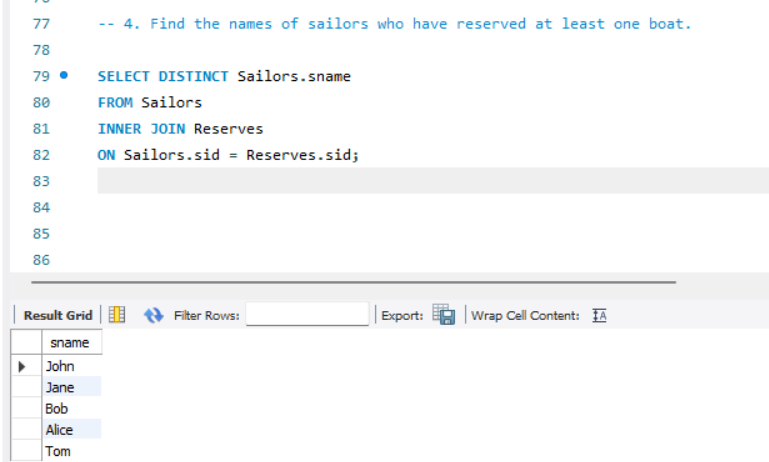 77 -- 4. Find the names of sailors who have reserved at least one boat.
78
79 SELECT DISTINCT Sailors.sname
80 FROM Sailors
81 INNER JOIN Reserves
82 ON Sailors.sid = Reserves.sid;
83
84
85
86
Result Grid Filter Rows: Export: Wrap Cell Content: IA
sname
John
Jane
Bob
Alice
Tom